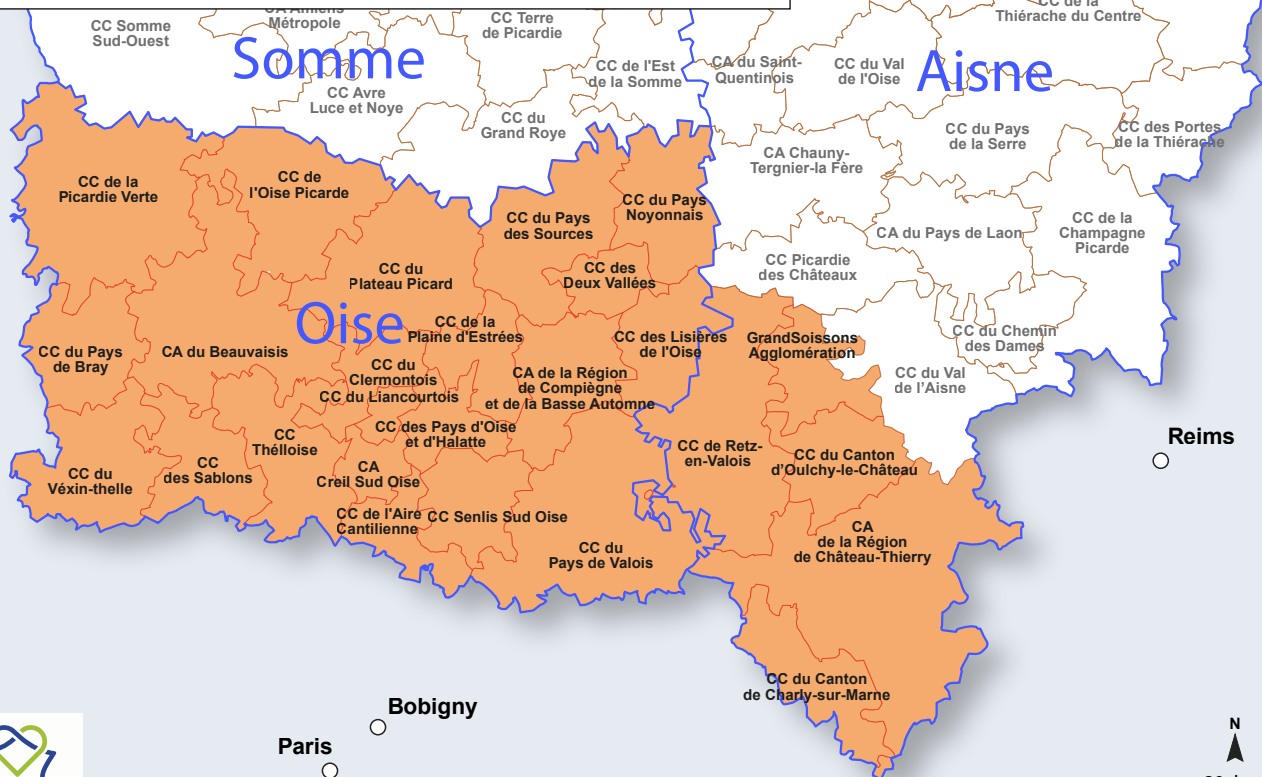 CC Somme
Sud-Ouest
CA Amiens
Métropole
CC Terre
de Picardie
CC de la
Thiérache du Centre
Somme
CC de l'Est
de la Somme
CA du Saint-
Quentinois
CC du Val
de l'Oise
Aisne
CC Avre
Luce et Noye
CC du
Grand Roye
CC du Pays
de la Serre
CC des Portes
de la Thiérache
CA Chauny-
Tergnier-la Fère
CC de la
Picardie Verte
CC de
l'Oise Picarde
CC du Pays
des Sources
CC du Pays
Noyonnais
CA du Pays de Laon
CC de la
Champagne
Picarde
CC Picardie
des Châteaux
CC du
Plateau Picard
CC des
Deux Vallées
Oise
CC de la
Plaine d'Estrées
CC des Lisières
de l'Oise
GrandSoissons
Agglomération
CC du Chemin
des Dames
CC du Pays
de Bray
CA du Beauvaisis
CC du
Clermontois
CC du Liancourtois
CA de la Région
de Compiègne
et de la Basse Automne
CC du Val
de l’Aisne
CC
Thélloise
CC des Pays d'Oise
et d'Halatte
CC de Retz-
en-Valois
CC du Canton
d’Oulchy-le-Château
Reims
CC du
Véxin-thelle
CC
des Sablons
CA
Creil Sud Oise
CC de l'Aire
Cantilienne
CC Senlis Sud Oise
CC du
Pays de Valois
CA
de la Région
de Château-Thierry
CC du Canton
de Charly-sur-Marne
Bobigny
Paris
N